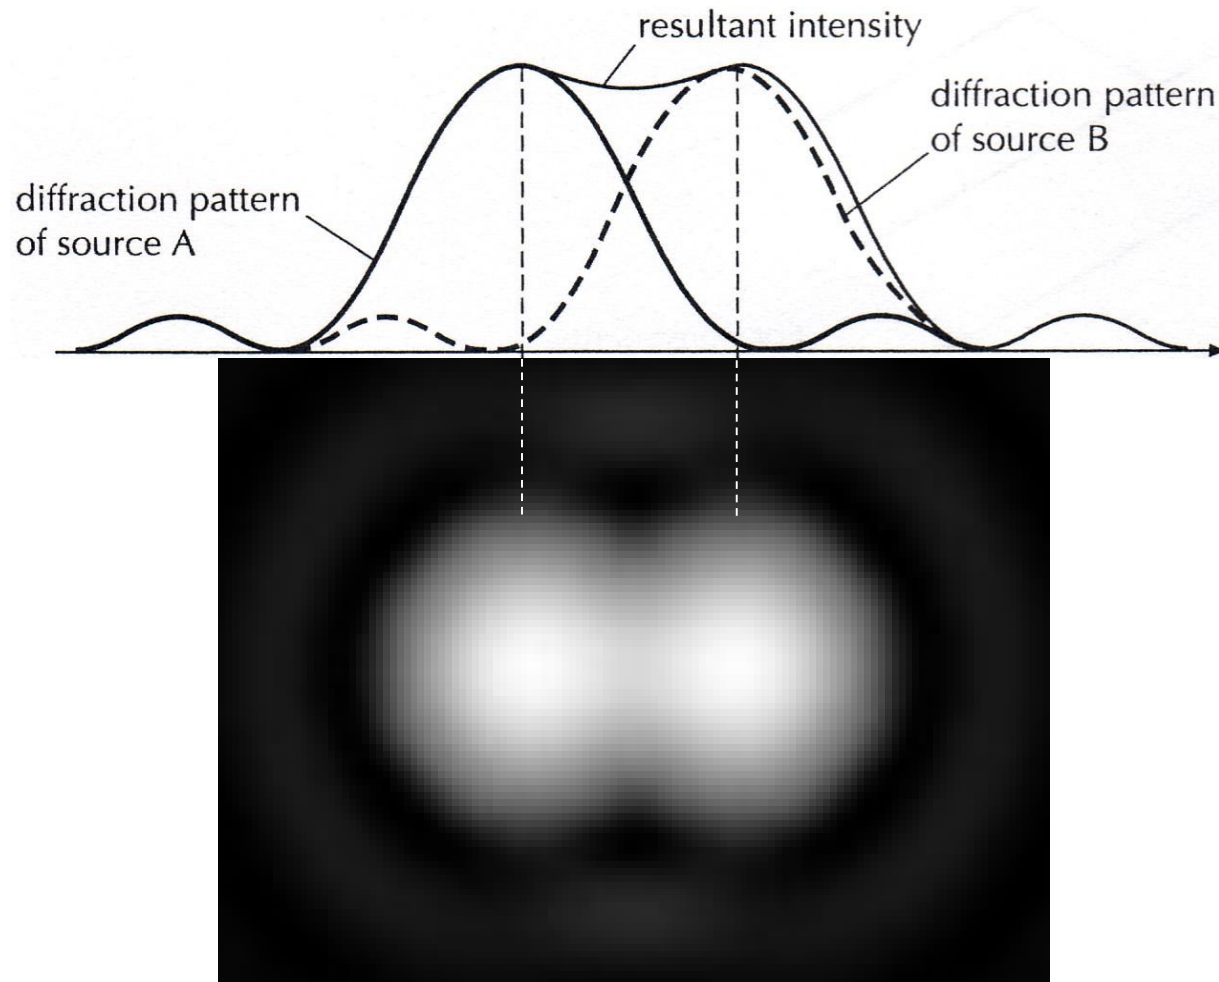 resultant intensity
diffraction pattern
of source B
diffraction pattern
of source A